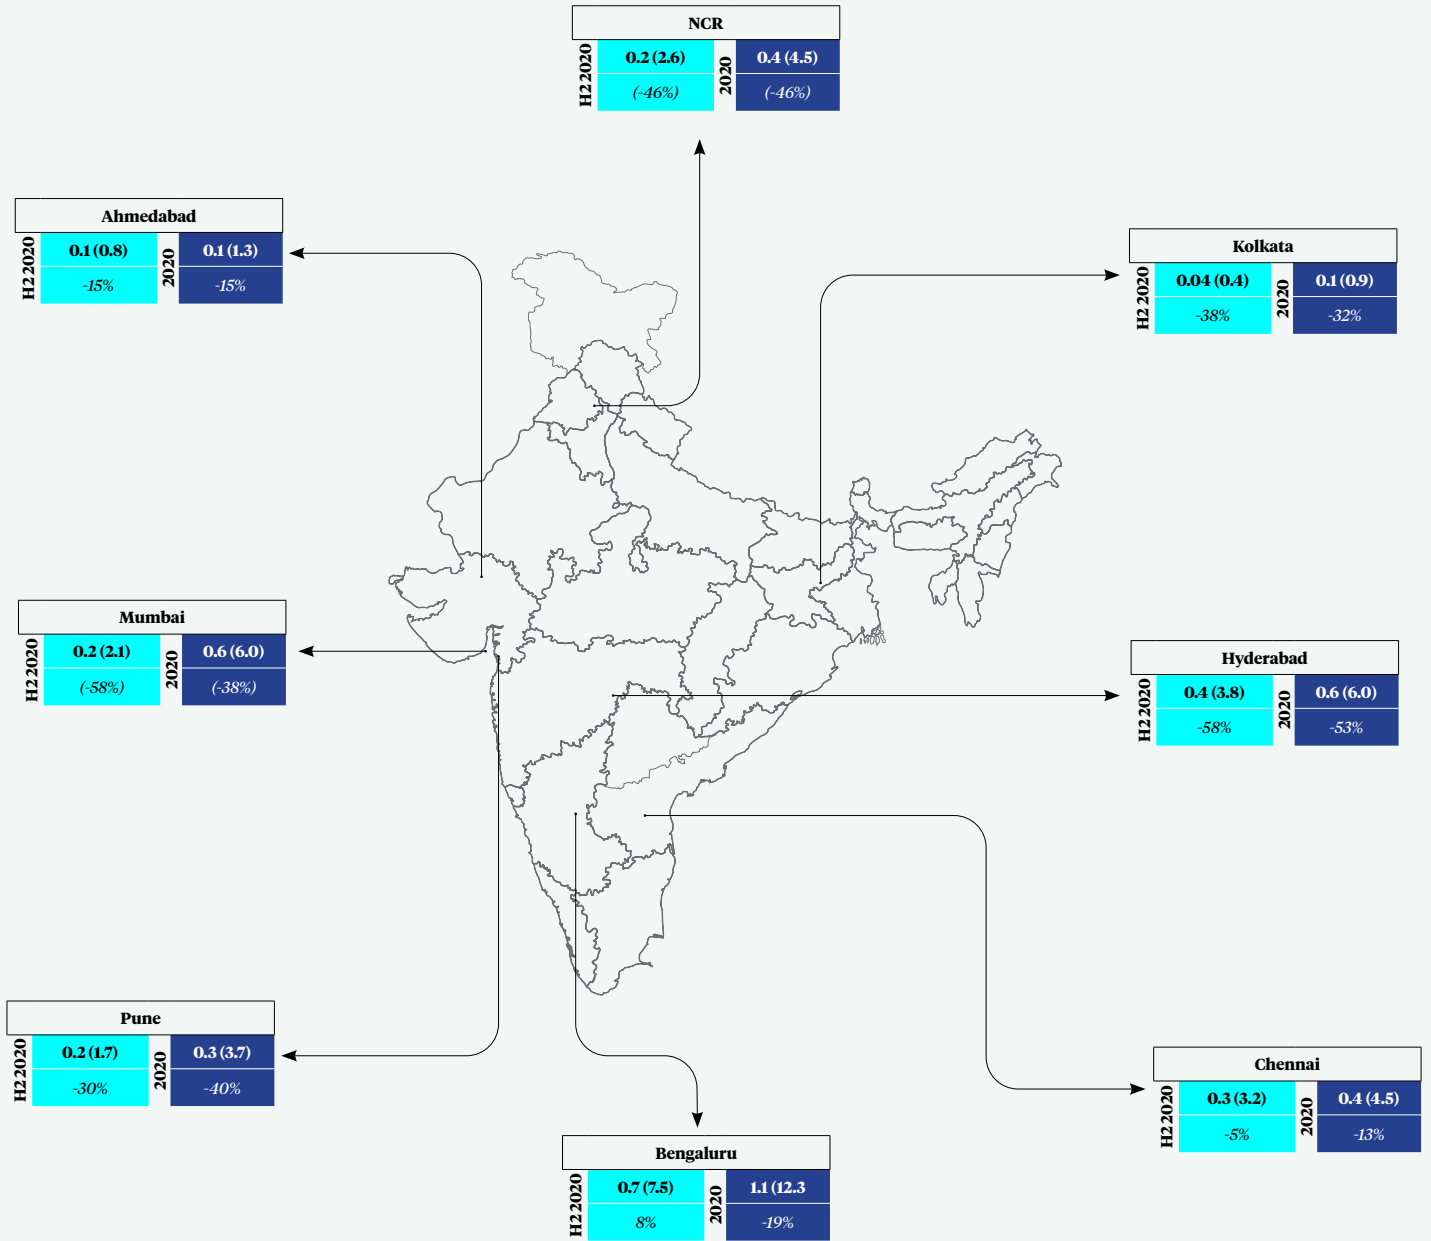 NCR
H2 2020
0.2 (2.6)
(-46%)
2020
0.4 (4.5)
(-46%)
Ahmedabad
H2 2020
0.1 (0.8)
-15%
2020
0.1 (1.3)
-15%
Kolkata
H2 2020
0.04 (0.4)
-38%
2020
0.1 (0.9)
-32%
Mumbai
H2 2020
0.2 (2.1)
(-58%)
2020
0.6 (6.0)
(-38%)
Hyderabad
H2 2020
0.4 (3.8)
-58%
2020
0.6 (6.0)
-53%
Pune
H2 2020
0.2 (1.7)
-30%
2020
0.3 (3.7)
-40%
Chennai
H2 2020
0.3 (3.2)
-5%
2020
0.4 (4.5)
-13%
Bengaluru
H2 2020
0.7 (7.5)
8%
2020
1.1 (12.3
-19%